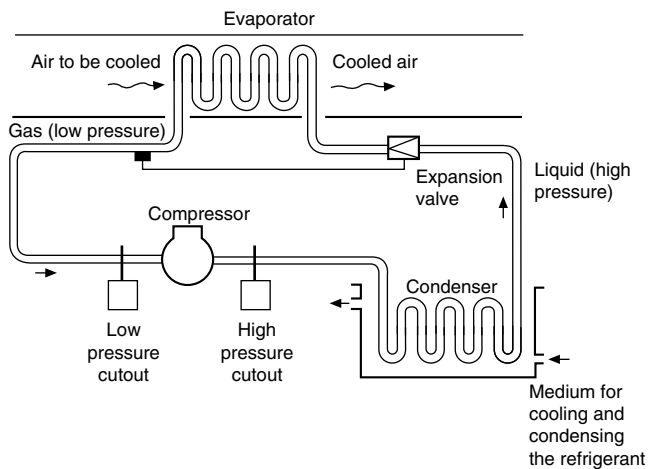 Evaporator
Air to be cooled
Cooled air
Gas (low pressure)
Expansion
valve
Liquid (high
pressure)
Compressor
Condenser
Low
pressure
cutout
High
pressure
cutout
Medium for
cooling and
condensing
the refrigerant